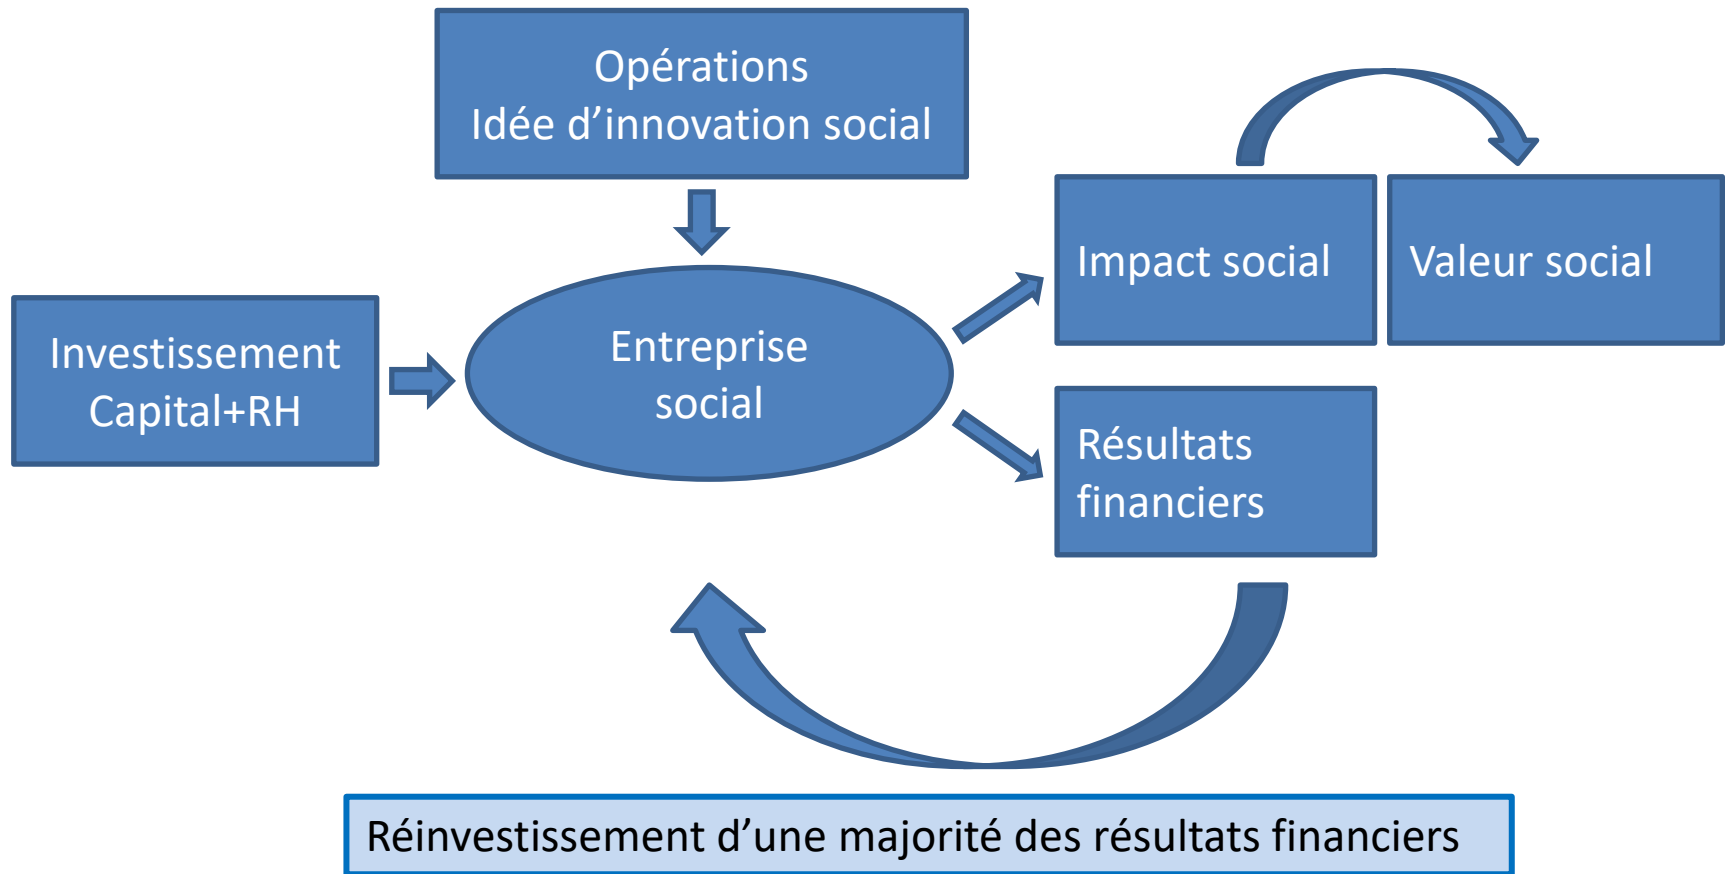 Opérations
Idée d’innovation social
Impact social
Valeur social
Investissement
Capital+RH
Entreprise
social
Résultats
financiers
Réinvestissement d’une majorité des résultats financiers